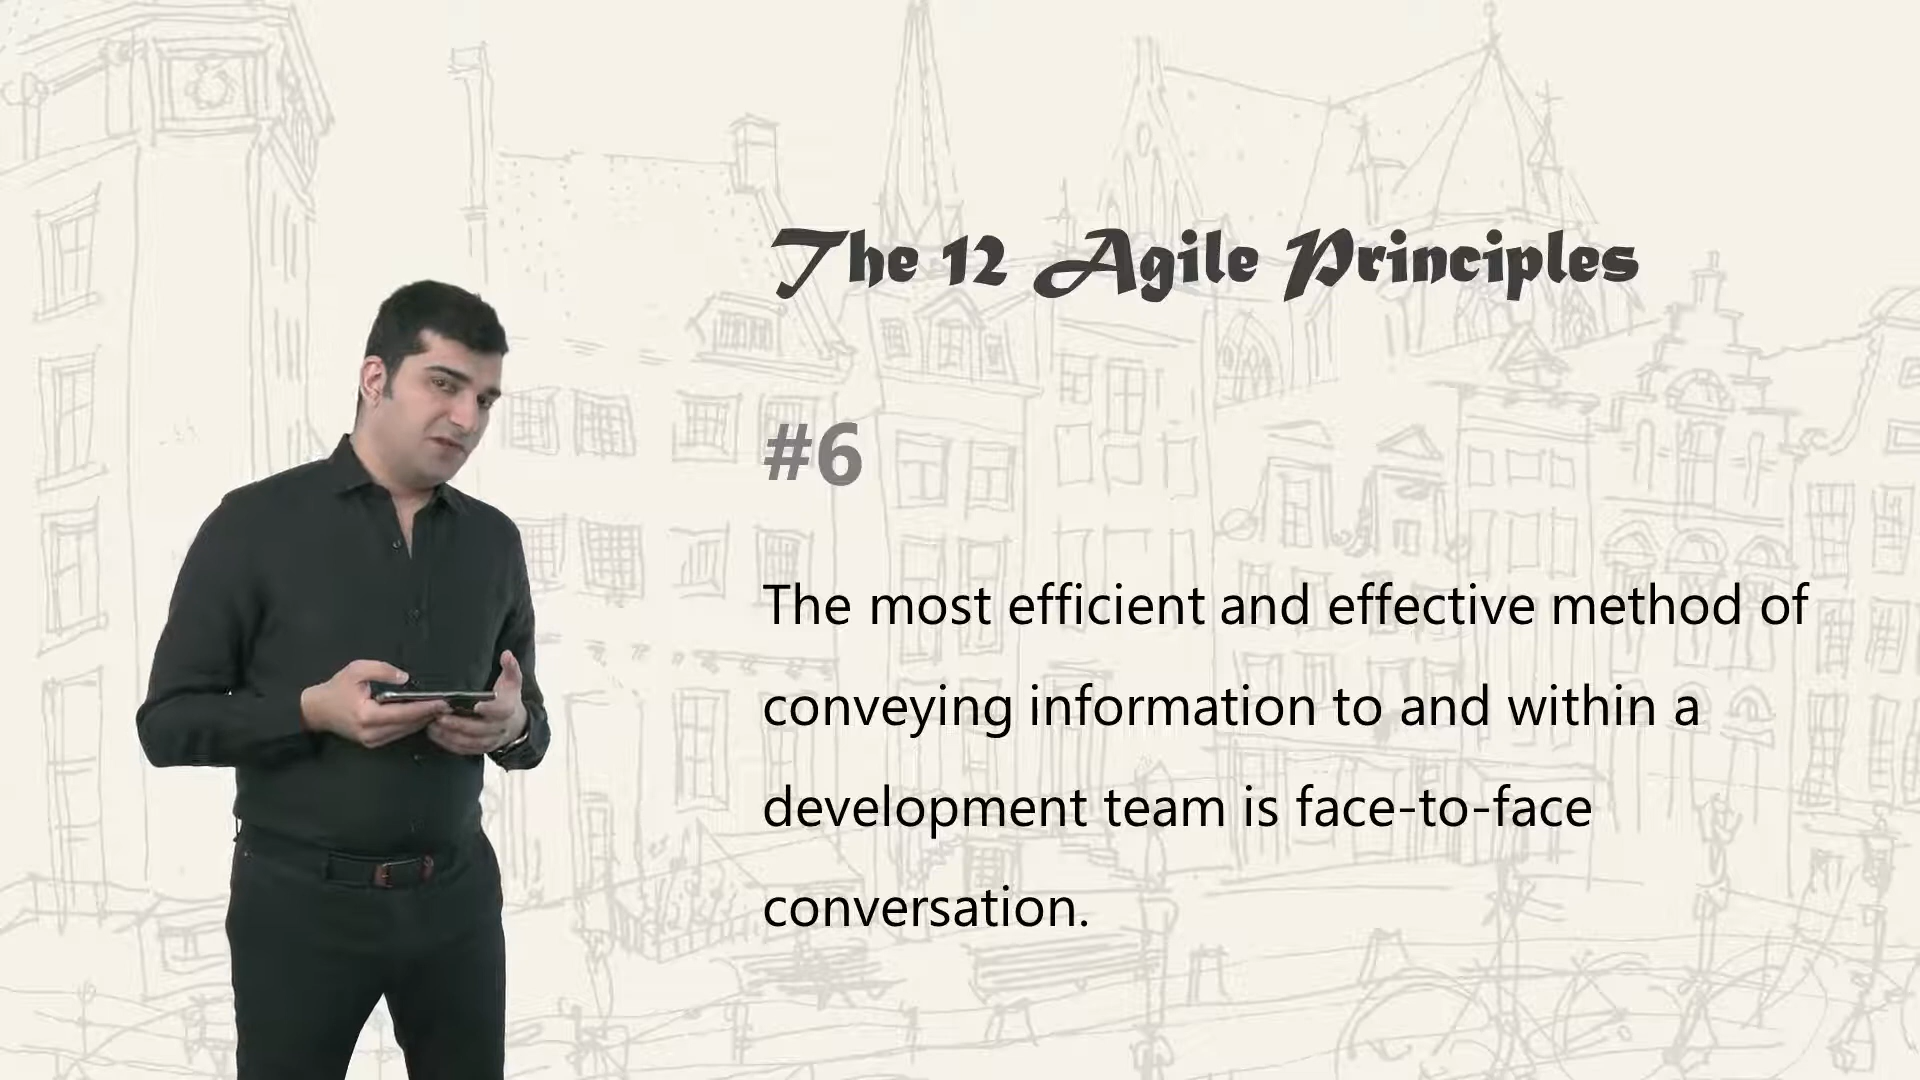 The 12 Agile Principles
#6
The most efficient and effective method of
conveying information to and within a
development team is face-to-face
conversation.